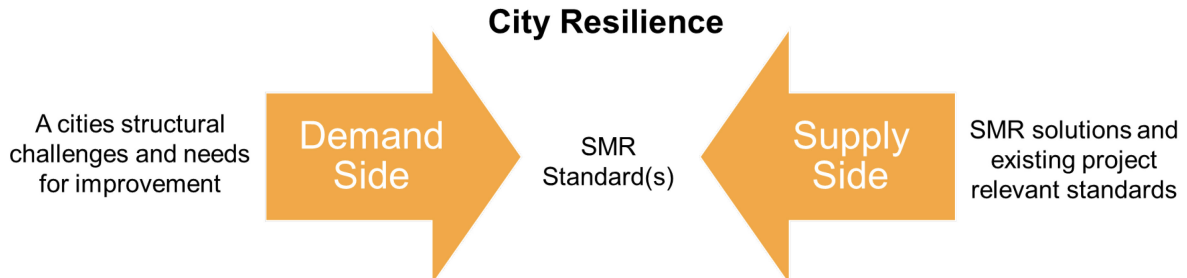 City Resilience
A cities structural
challenges and needs
for improvement
Demand
Side
SMR
Standard(s)
Supply
Side
SMR solutions and
existing project
relevant standards